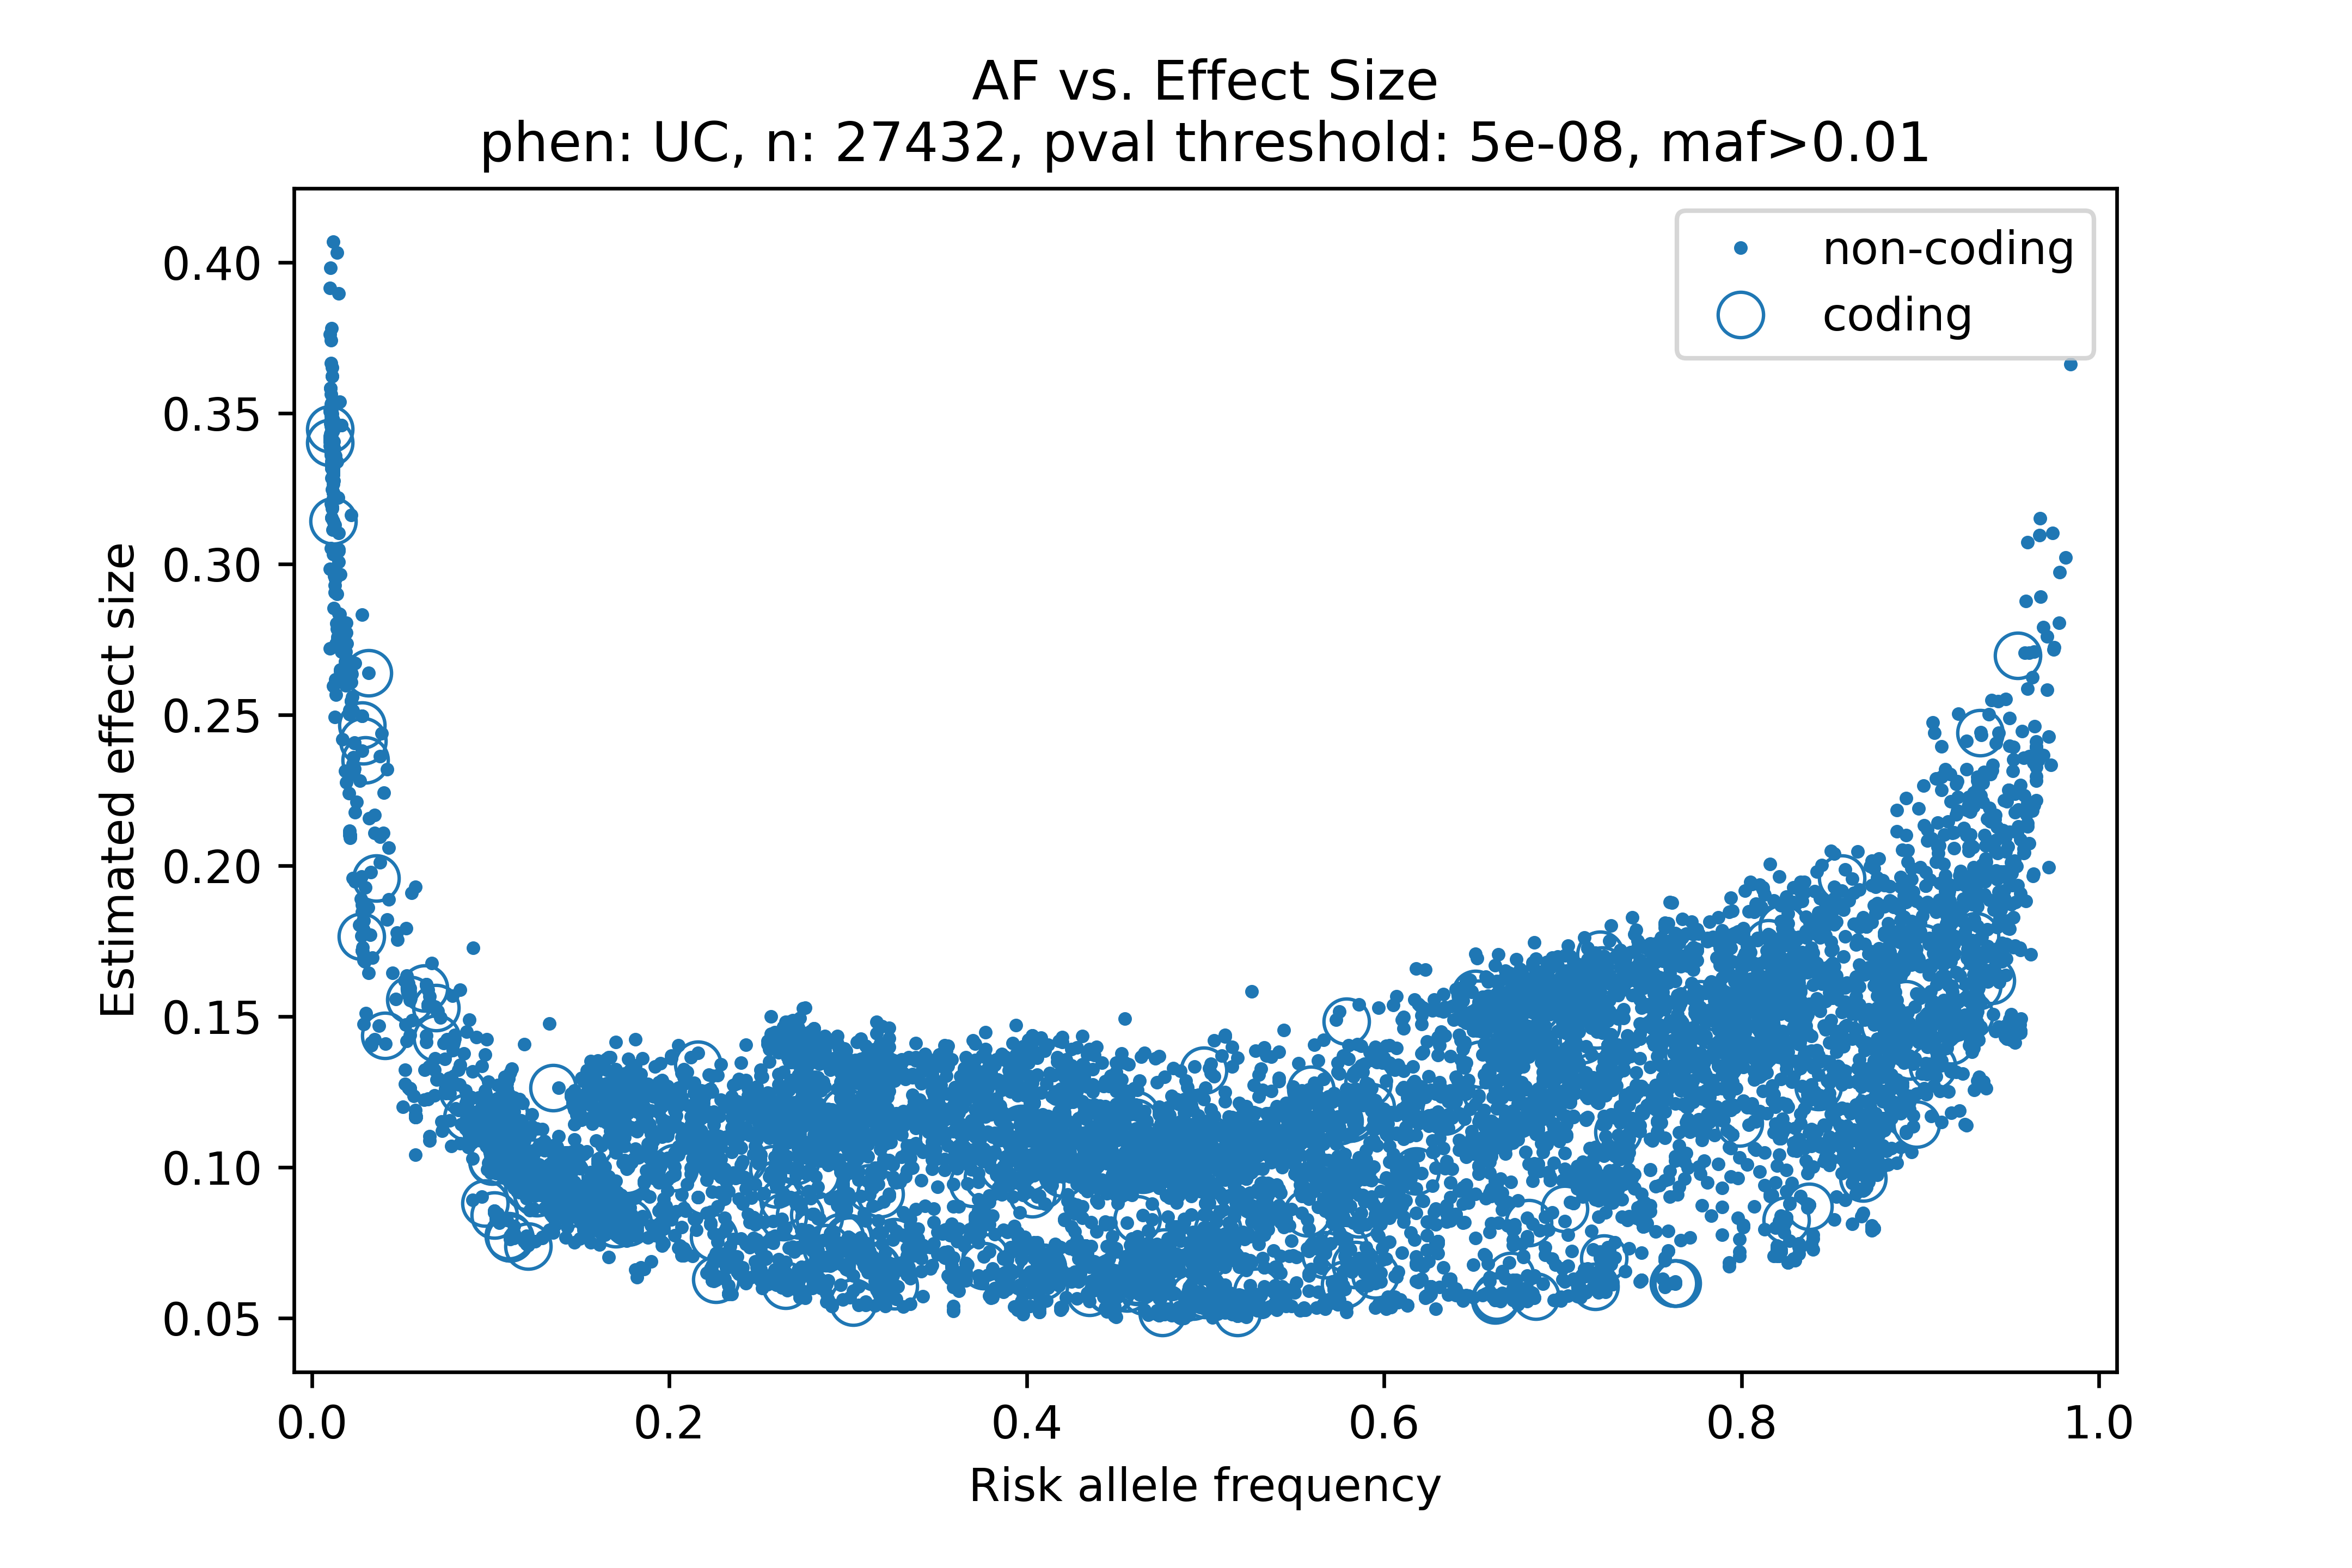 AF vs. Effect Size
phen: UC, n: 27432, pval threshold: 5e-08, maf>0.01
non-coding
coding
Estimated effect size
0.40
0.35
0.30
0.25
0.20
0.15
0.10
0.05
0.0 0.2 0.4 0.6 0.8 1.0
Risk allele frequency